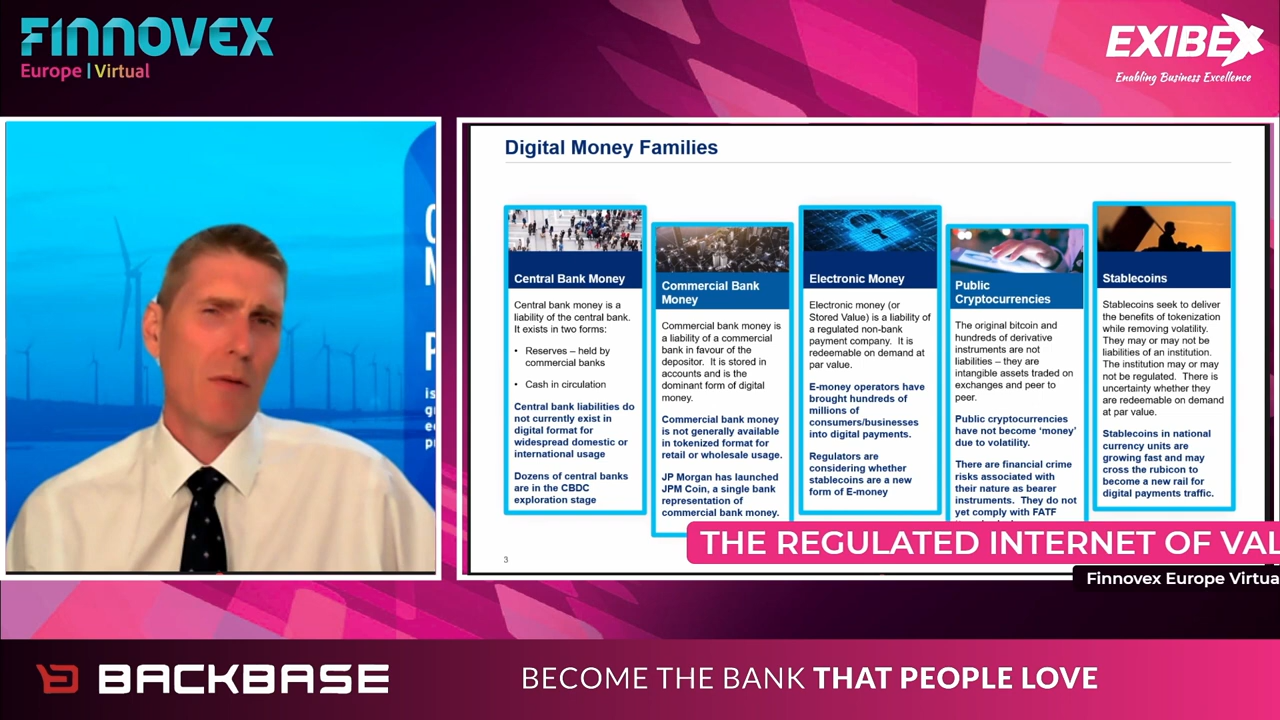 FINNOVEX
Europe | Virtual
EXIBEX
Enabling Business Excellence
Digital Money Families
Central Bank Money
Central bank money is a
liability of the central bank.
It exists in two forms:
• Reserves – held by
commercial banks
• Cash in circulation
Central bank liabilities do
not currently exist in
digital format for
widespread domestic or
international usage
Dozens of central banks
are in the CBDC
exploration stage
Commercial Bank
Money
Commercial bank money is
a liability of a commercial
bank in favour of the
depositor. It is stored in
accounts and is the
dominant form of digital
money.
Commercial bank money
is not generally available
in tokenized format for
retail or wholesale usage.
JP Morgan has launched
JPM Coin, a single bank
representation of
commercial bank money.
Electronic Money
Electronic money (or
Stored Value) is a liability of
a regulated non-bank
payment company. It is
redeemable on demand at
par value.
E-money operators have
brought hundreds of
millions of
consumers/businesses
into digital payments.
Regulators are
considering whether
stablecoins are a new
form of E-money
Public
Cryptocurrencies
The original bitcoin and
hundreds of derivative
instruments are not
liabilities – they are
intangible assets traded on
exchanges and peer to
peer.
Public cryptocurrencies
have not become ‘money’
due to volatility.
There are financial crime
risks associated with
their nature as bearer
instruments. They do not
yet comply with FATF
Stablecoins
Stablecoins seek to deliver
the benefits of tokenization
while removing volatility.
They may or may not be
liabilities of an institution.
The institution may or may
not be regulated. There is
uncertainty whether they
are redeemable on demand
at par value.
Stablecoins in national
currency units are
growing fast and may
cross the rubicon to
become a new rail for
digital payments traffic.
3
THE REGULATED INTERNET OF VAL
Finnovex Europe Virtua
BACKBASE
BECOME THE BANK THAT PEOPLE LOVE